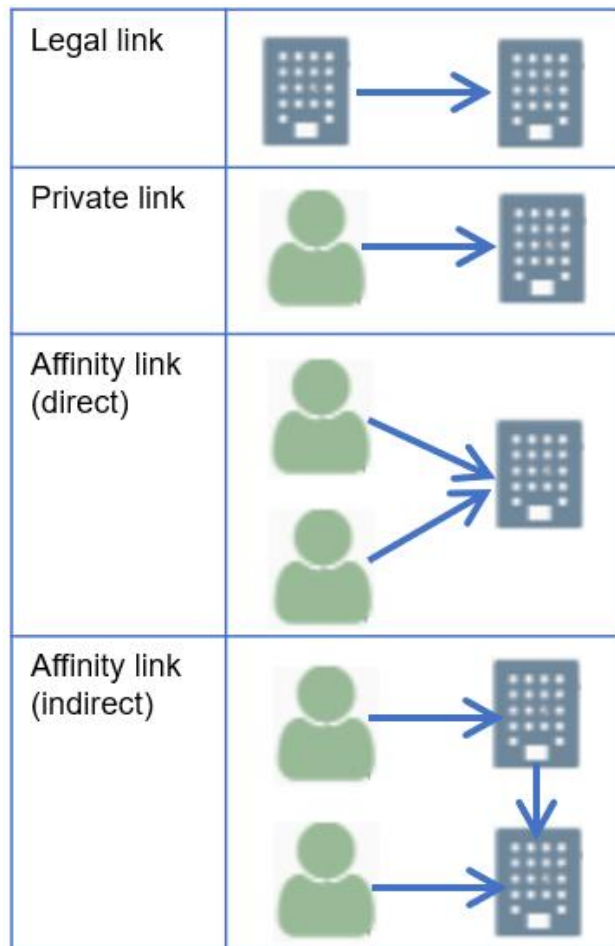 Legal link
Private link
Affinity link
(direct)
Affinity link
(indirect)